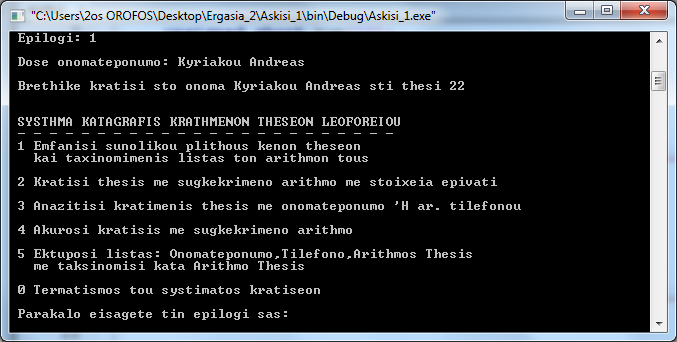 "C:\Users\2os OROFOS\Desktop\Ergasia_2\Askisi_1\bin\Debug\Askisi_1.exe"
Epilogi: 1
Dose onomateponumo: Kyriakou Andreas
Brethike kratisi sto onoma Kyriakou Andreas sti thesi 22
SYSTHMA KATAGRAFIS KRATHMENON THESEON LEOFOREIOU
- - - - - - - - - - - - - - - - - - - - - - - -
1 Emfanisi sunolikou plithous kenon theseon
kai taxinomimenis listas ton arithmon tous
2 Kratisi thesis me sugkekrimeno arithmo me stoixeia epivati
3 Anazitisi kratimenis thesis me onomateponumo 'H ar. tilefonou
4 Akurosi kratisis me sugkekrimeno arithmo
5 Ektuposi listas: Onomateponumo,Tilefono,Arithmos Thesis
me taksinomisi kata Arithmo Thesis
0 Termatismos tou systimatos kratiseon
Parakalo eisagete tin epilogi sas: